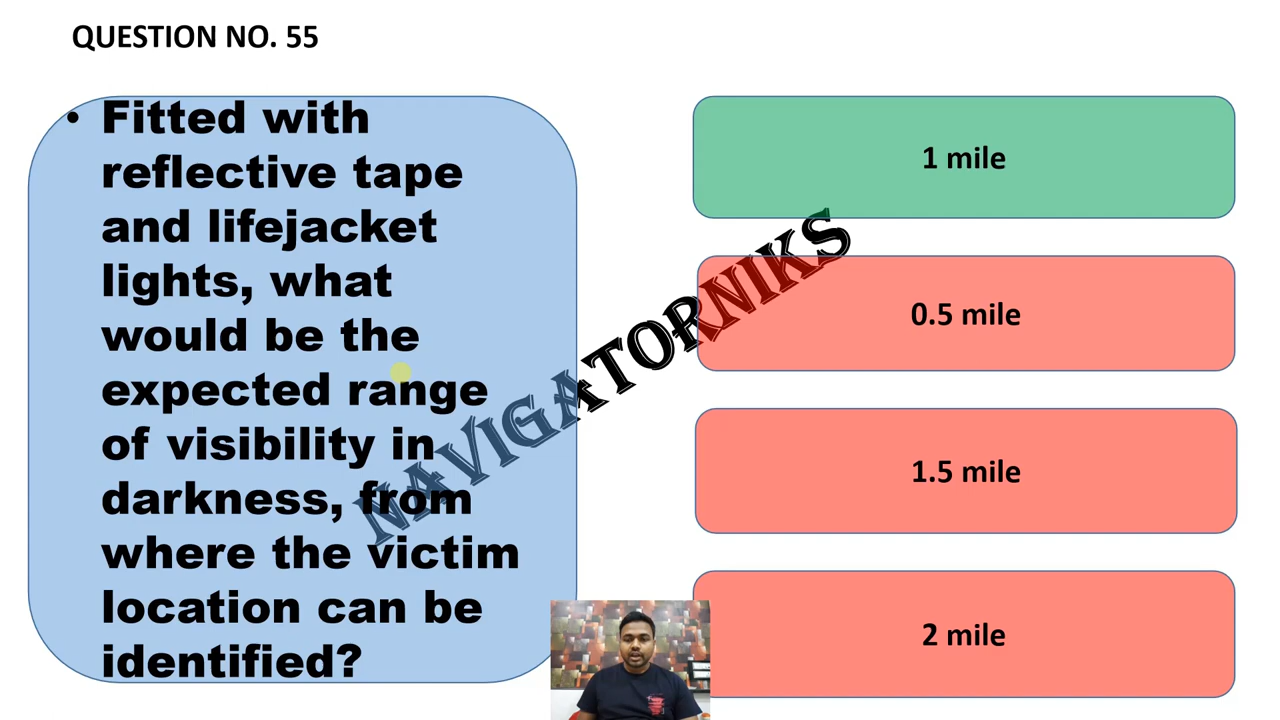 QUESTION NO. 55
• Fitted with
reflective tape
and lifejacket
lights, what
would be the
expected range
of visibility in
darkness, from
where the victim
location can be
identified?
1 mile
0.5 mile
1.5 mile
2 mile
NAVIGATORNIKS